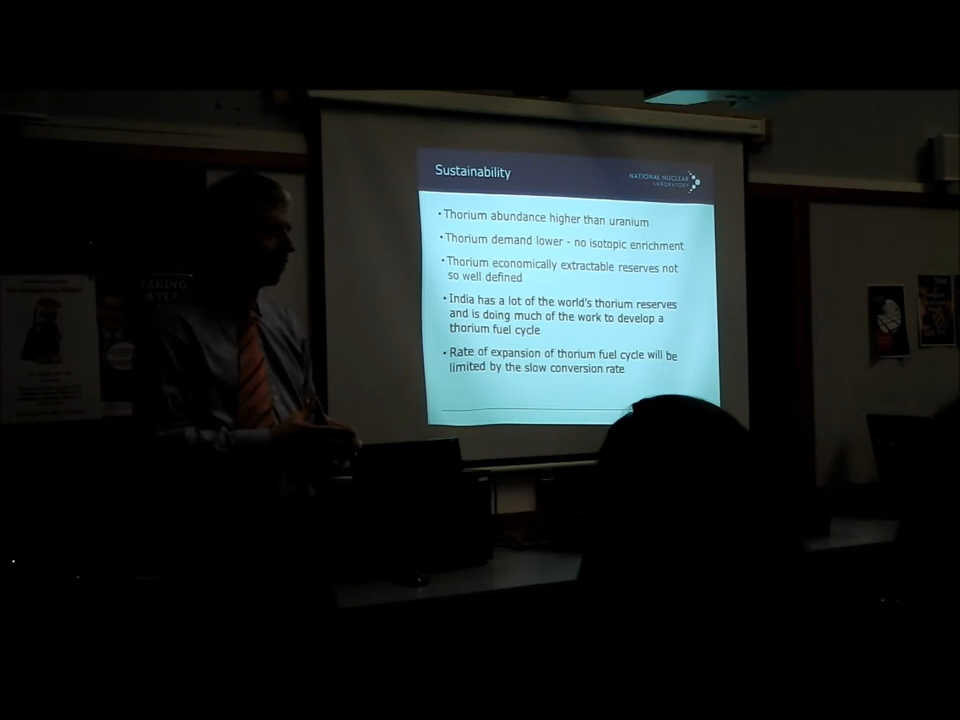 Sustainability
NATIONAL NUCLEAR
LABORATORY
• Thorium abundance higher than uranium
• Thorium demand lower - no isotopic enrichment
• Thorium economically extractable reserves not
so well defined
• India has a lot of the world's thorium reserves
and is doing much of the work to develop a
thorium fuel cycle
• Rate of expansion of thorium fuel cycle will be
limited by the slow conversion rate
TAKING